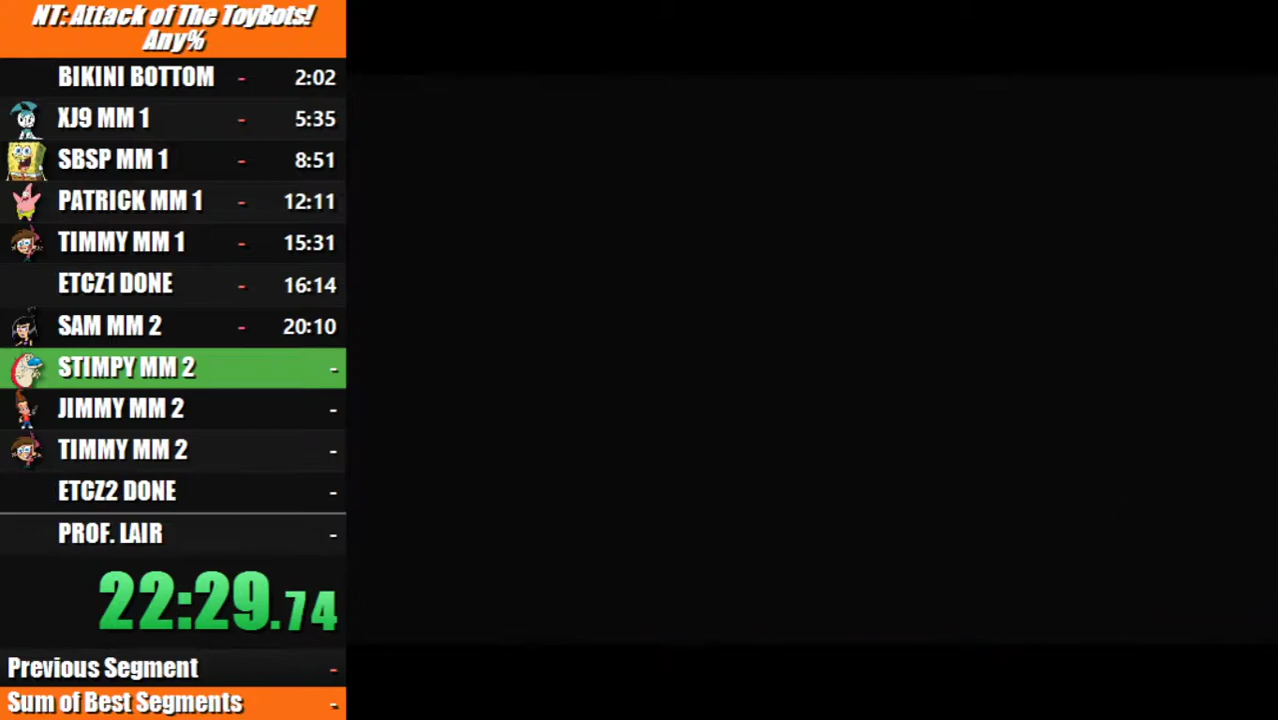 NT: Attack of The ToyBots!
Any%
BIKINI BOTTOM - 2:02
XJ9 MM 1 - 5:35
SBSP MM 1 - 8:51
PATRICK MM 1 - 12:11
TIMMY MM 1 - 15:31
ETCZ1 DONE - 16:14
SAM MM 2 - 20:10
STIMPY MM 2 -
JIMMY MM 2 -
TIMMY MM 2 -
ETCZ2 DONE -
PROF. LAIR -
22:29.74
Previous Segment -
Sum of Best Segments -